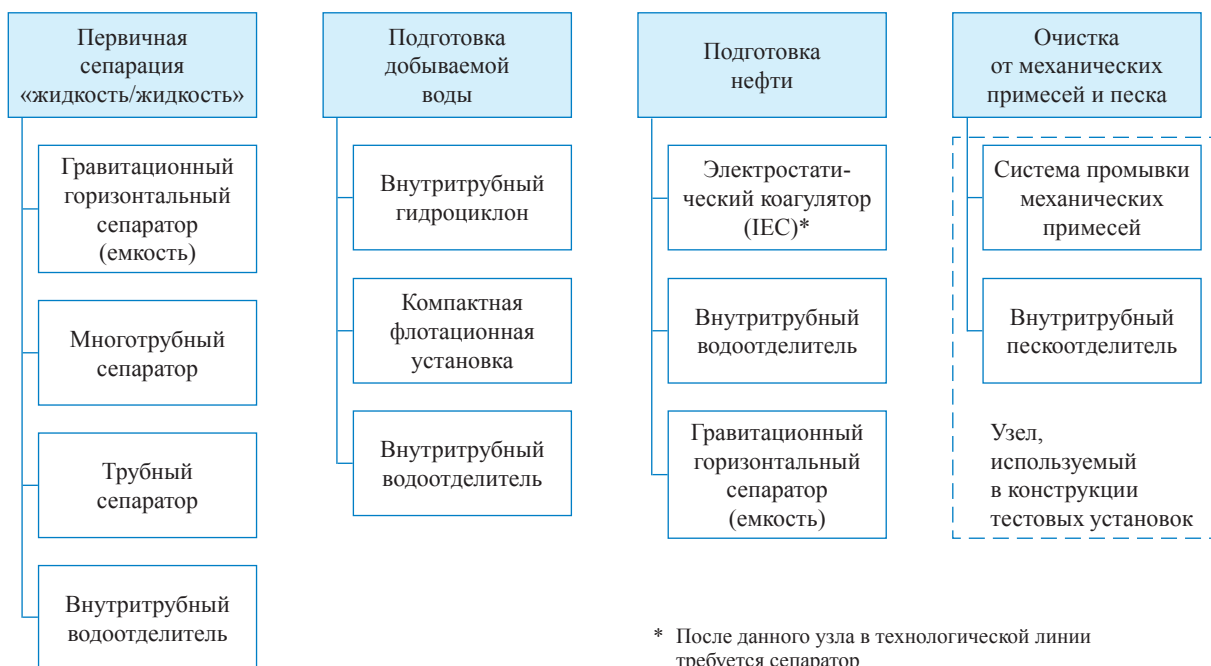 Первичная
сепарация
«жидкость/жидкость»
Гравитационный
горизонтальный
сепаратор
(емкость)
Многотрубный
сепаратор
Трубный
сепаратор
Внутритрубный
водоотделитель
Подготовка
добываемой
воды
Внутритрубный
гидроциклон
Компактная
флотационная
установка
Внутритрубный
водоотделитель
Подготовка
нефти
Электростати-
ческий коагулятор
(IEC)*
Внутритрубный
водоотделитель
Гравитационный
горизонтальный
сепаратор
(емкость)
Очистка
от механических
примесей и песка
Система промывки
механических
примесей
Внутритрубный
пескоотделитель
Узел,
используемый
в конструкции
тестовых установок
* После данного узла в технологической линии
требуется сепаратор